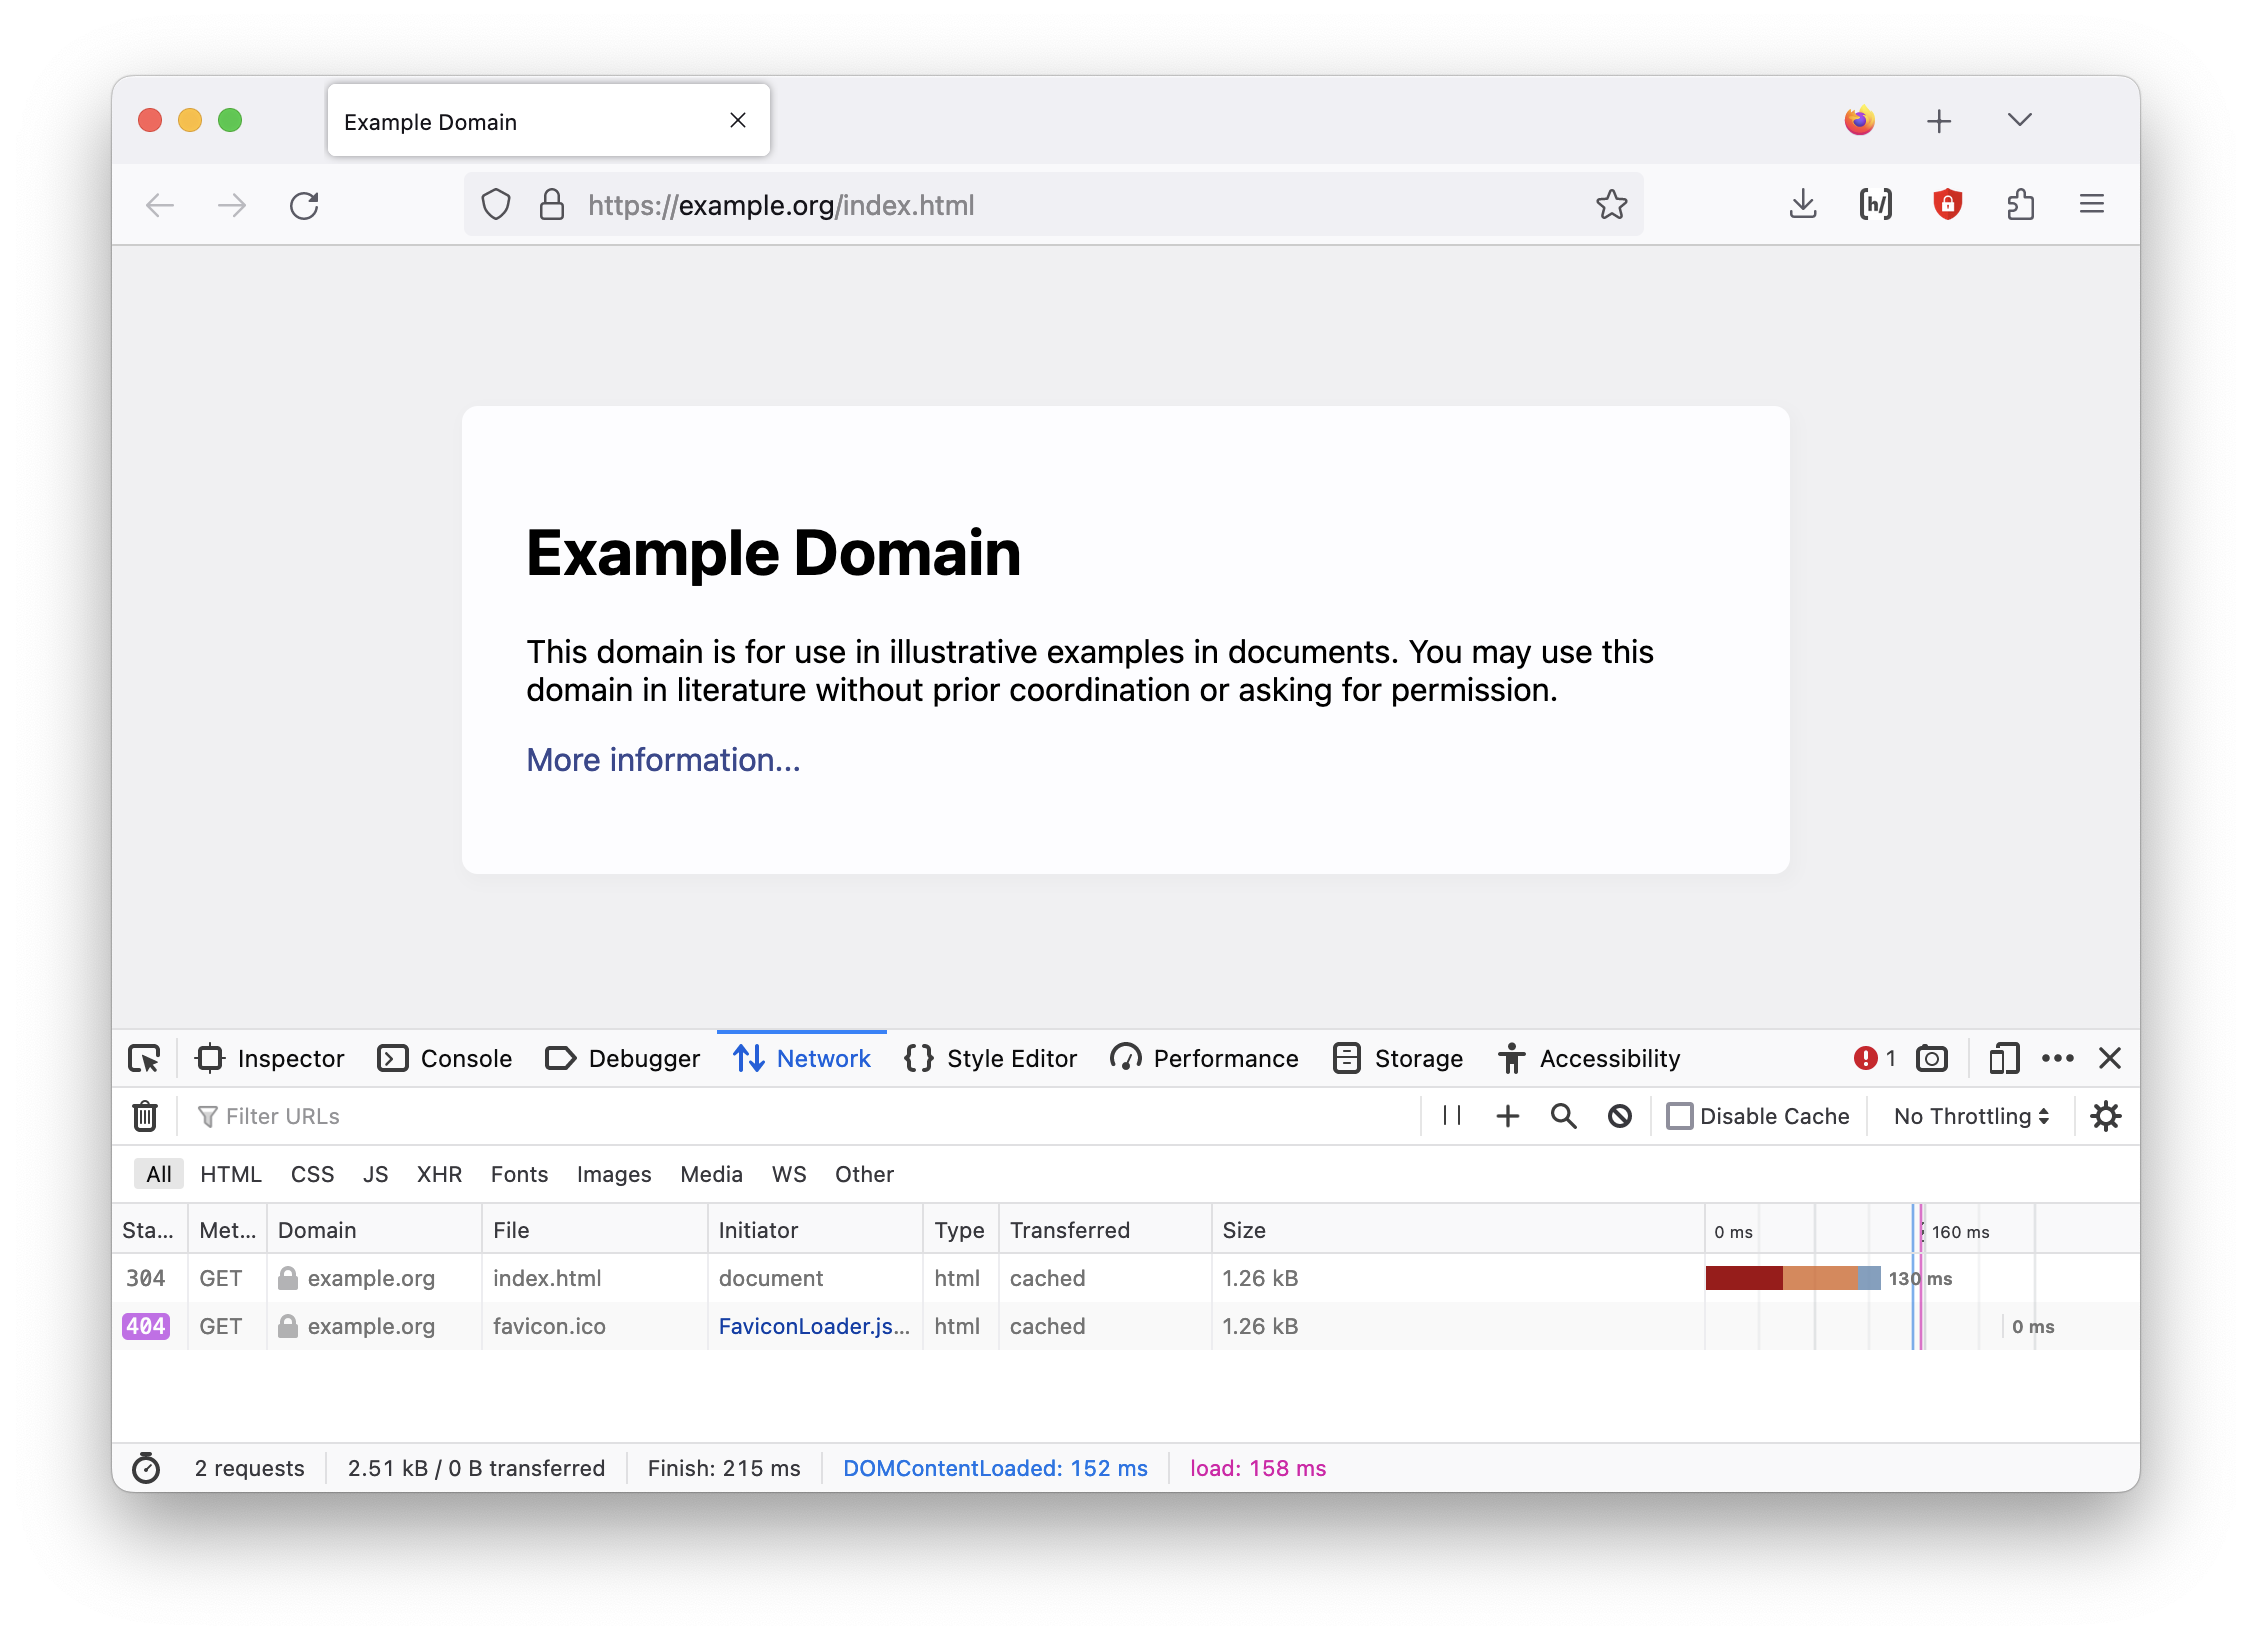 Example Domain
https://example.org/index.html
[h/]
Example Domain
This domain is for use in illustrative examples in documents. You may use this
domain in literature without prior coordination or asking for permission.
More information...
Inspector Console Debugger Network Style Editor Performance Storage Accessibility 1
Filter URLs Disable Cache No Throttling
All HTML CSS JS XHR Fonts Images Media WS Other
Sta... Met... Domain File Initiator Type Transferred Size 0 ms 160 ms
304 GET example.org index.html document html cached 1.26 kB 130 ms
404 GET example.org favicon.ico FaviconLoader.js... html cached 1.26 kB 0 ms
2 requests 2.51 kB / 0 B transferred Finish: 215 ms DOMContentLoaded: 152 ms load: 158 ms